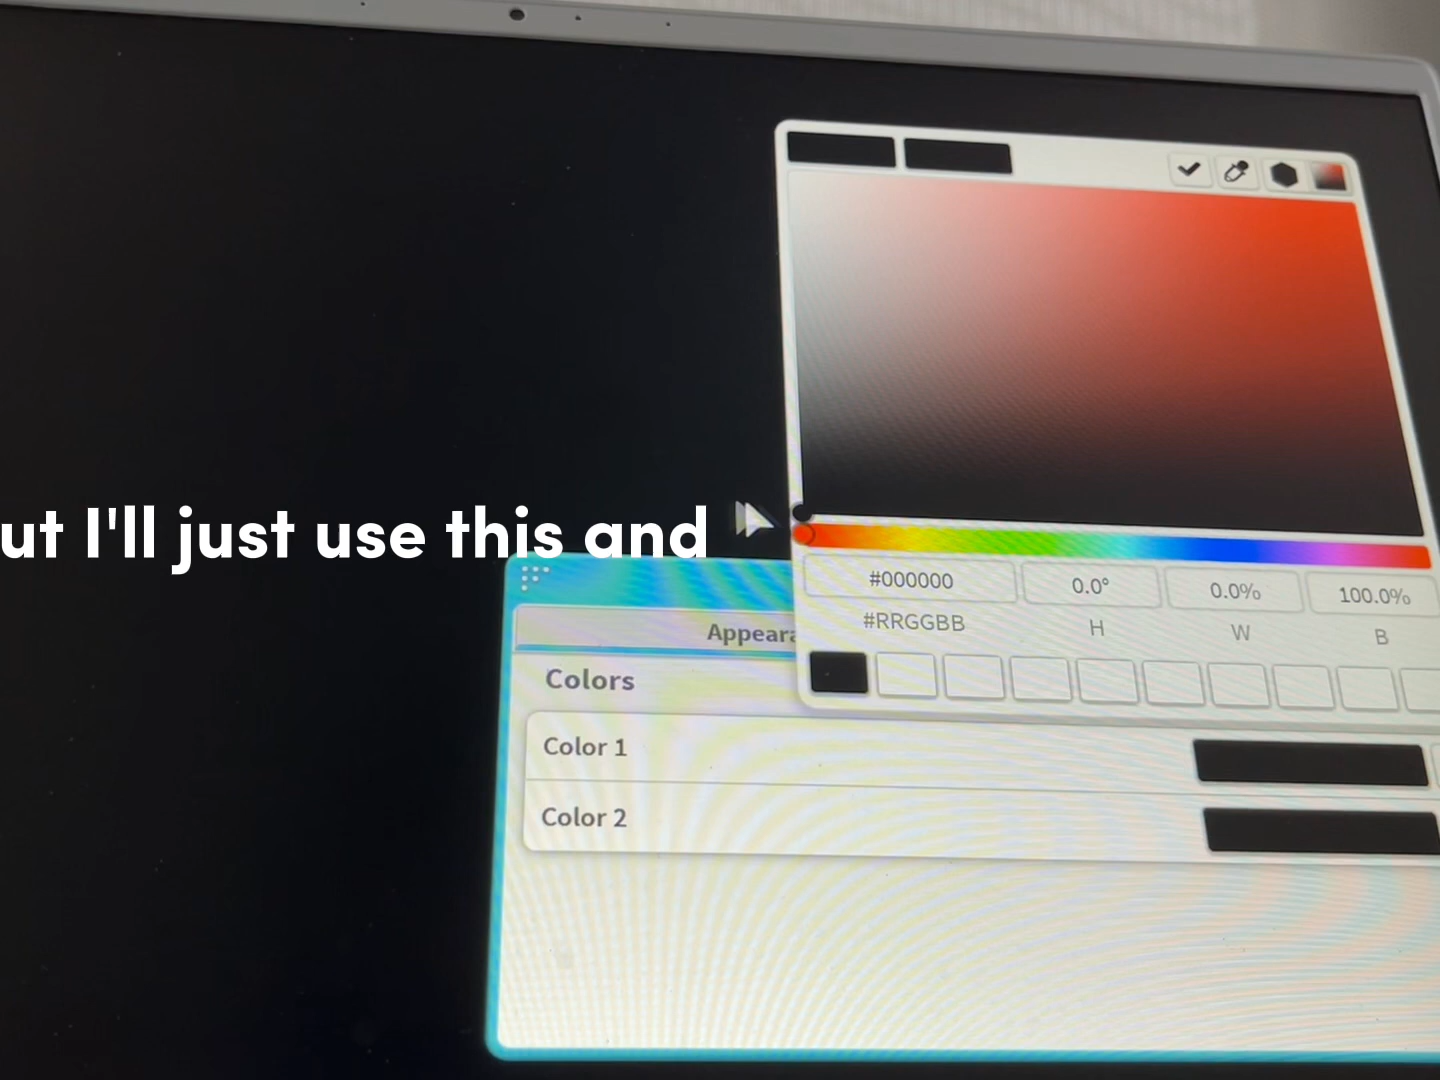 ut I'll just use this and
#000000
0.0°
0.0%
100.0%
#RRGGBB
H
W
B
Appeara
Colors
Color 1
Color 2